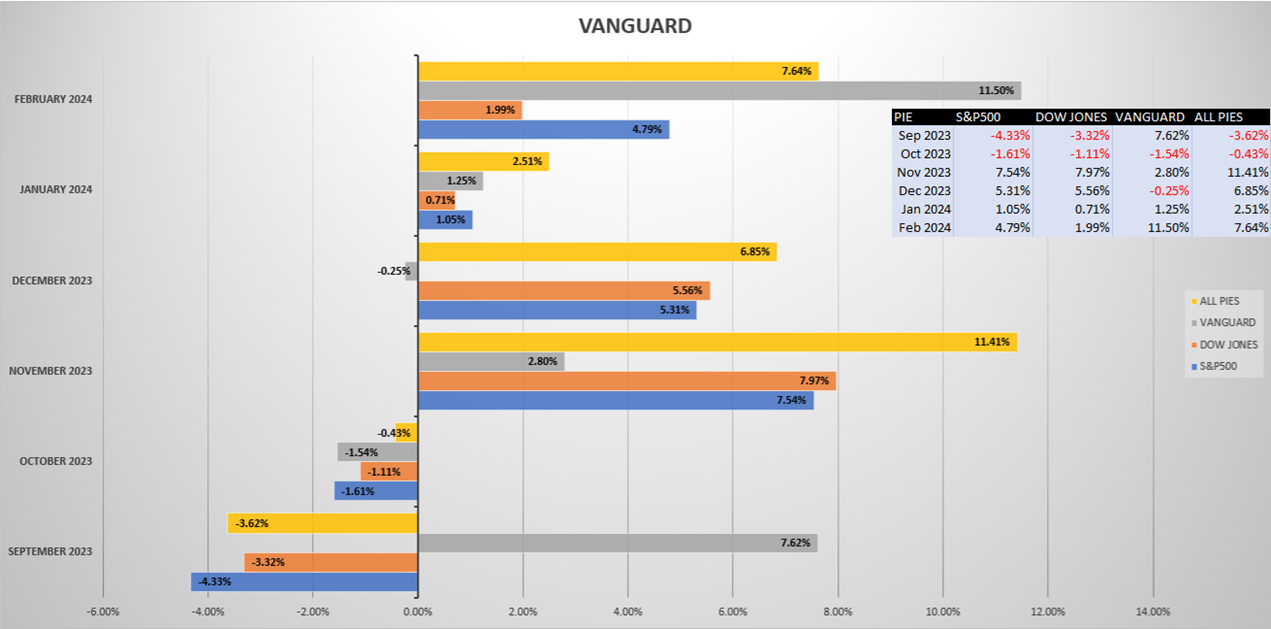 VANGUARD
FEBRUARY 2024
7.64%
11.50%
1.99%
4.79%
JANUARY 2024
2.51%
1.25%
0.71%
1.05%
DECEMBER 2023
6.85%
-0.25%
5.56%
5.31%
NOVEMBER 2023
11.41%
2.80%
7.97%
7.54%
OCTOBER 2023
-0.43%
-1.54%
-1.11%
-1.61%
SEPTEMBER 2023
-3.62%
7.62%
-3.32%
-4.33%
-6.00% -4.00% -2.00% 0.00% 2.00% 4.00% 6.00% 8.00% 10.00% 12.00% 14.00%
PIE S&P500 DOW JONES VANGUARD ALL PIES
Sep 2023 -4.33% -3.32% 7.62% -3.62%
Oct 2023 -1.61% -1.11% -1.54% -0.43%
Nov 2023 7.54% 7.97% 2.80% 11.41%
Dec 2023 5.31% 5.56% -0.25% 6.85%
Jan 2024 1.05% 0.71% 1.25% 2.51%
Feb 2024 4.79% 1.99% 11.50% 7.64%
ALL PIES
VANGUARD
DOW JONES
S&P500